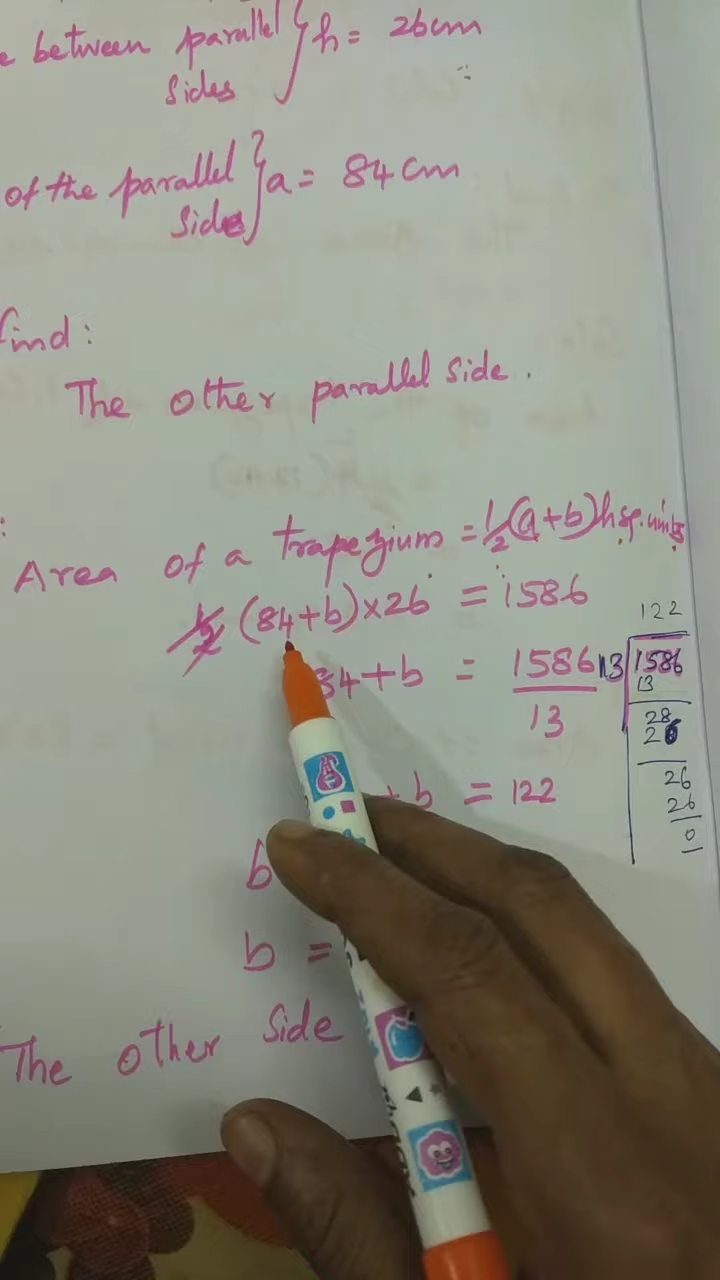 between parallel } h = 26cm
Sides
of the parallel } a = 84 cm
Sides
find:
The other parallel side.
Area of a trapezium = 1/2 (a+b)h sq.units
1/2 (84+b)×26 = 1586
84+b = 1586/13
+ b = 122
b
b =
The other side
122
13 1586
13
28
26
26
26
0